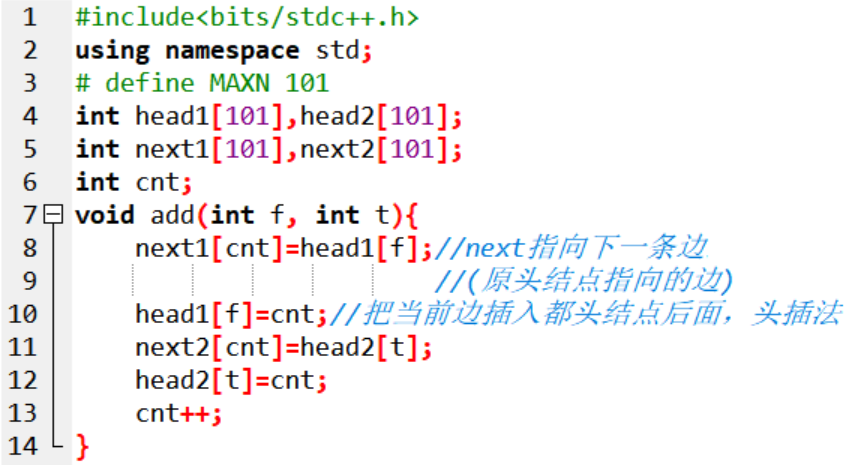 1 #include<bits/stdc++.h>
2 using namespace std;
3 # define MAXN 101
4 int head1[101],head2[101];
5 int next1[101],next2[101];
6 int cnt;
7 void add(int f, int t){
8 next1[cnt]=head1[f];//next指向下一条边
9 //(原头结点指向的边)
10 head1[f]=cnt;//把当前边插入都头结点后面，头插法
11 next2[cnt]=head2[t];
12 head2[t]=cnt;
13 cnt++;
14 }